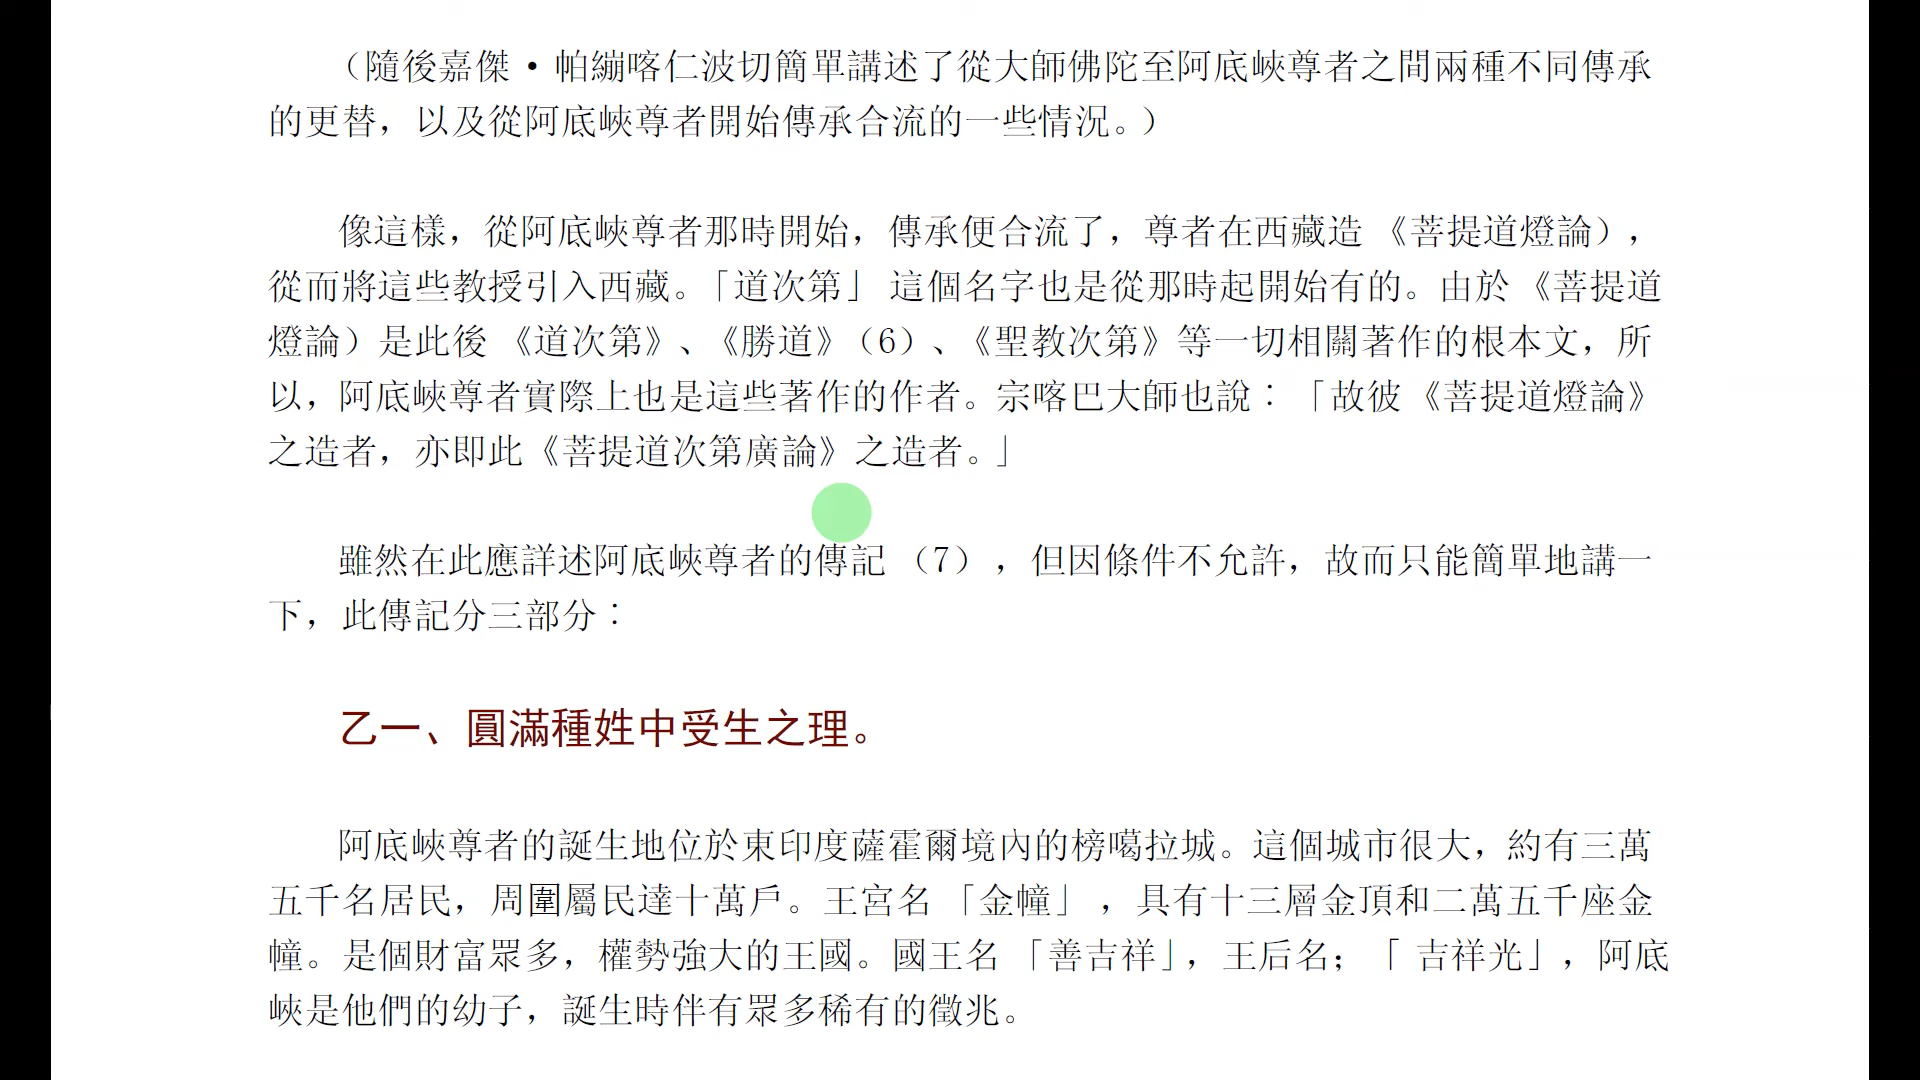 （隨後嘉傑•帕繃喀仁波切簡單講述了從大師佛陀至阿底峽尊者之間兩種不同傳承
的更替，以及從阿底峽尊者開始傳承合流的一些情況。）
像這樣，從阿底峽尊者那時開始，傳承便合流了，尊者在西藏造 《菩提道燈論），
從而將這些教授引入西藏。「道次第」 這個名字也是從那時起開始有的。由於 《菩提道
燈論）是此後 《道次第》、《勝道》（6）、《聖教次第》等一切相關著作的根本文，所
以，阿底峽尊者實際上也是這些著作的作者。宗喀巴大師也說：「故彼 《菩提道燈論》
之造者，亦即此《菩提道次第廣論》之造者。」
雖然在此應詳述阿底峽尊者的傳記 （7） ，但因條件不允許，故而只能簡單地講一
下，此傳記分三部分：
乙一、圓滿種姓中受生之理。
阿底峽尊者的誕生地位於東印度薩霍爾境內的榜噶拉城。這個城市很大，約有三萬
五千名居民，周圍屬民達十萬戶。王宮名 「金幢」 ，具有十三層金頂和二萬五千座金
幢。是個財富眾多，權勢強大的王國。國王名 「善吉祥」，王后名；「 吉祥光」，阿底
峽是他們的幼子，誕生時伴有眾多稀有的徵兆。